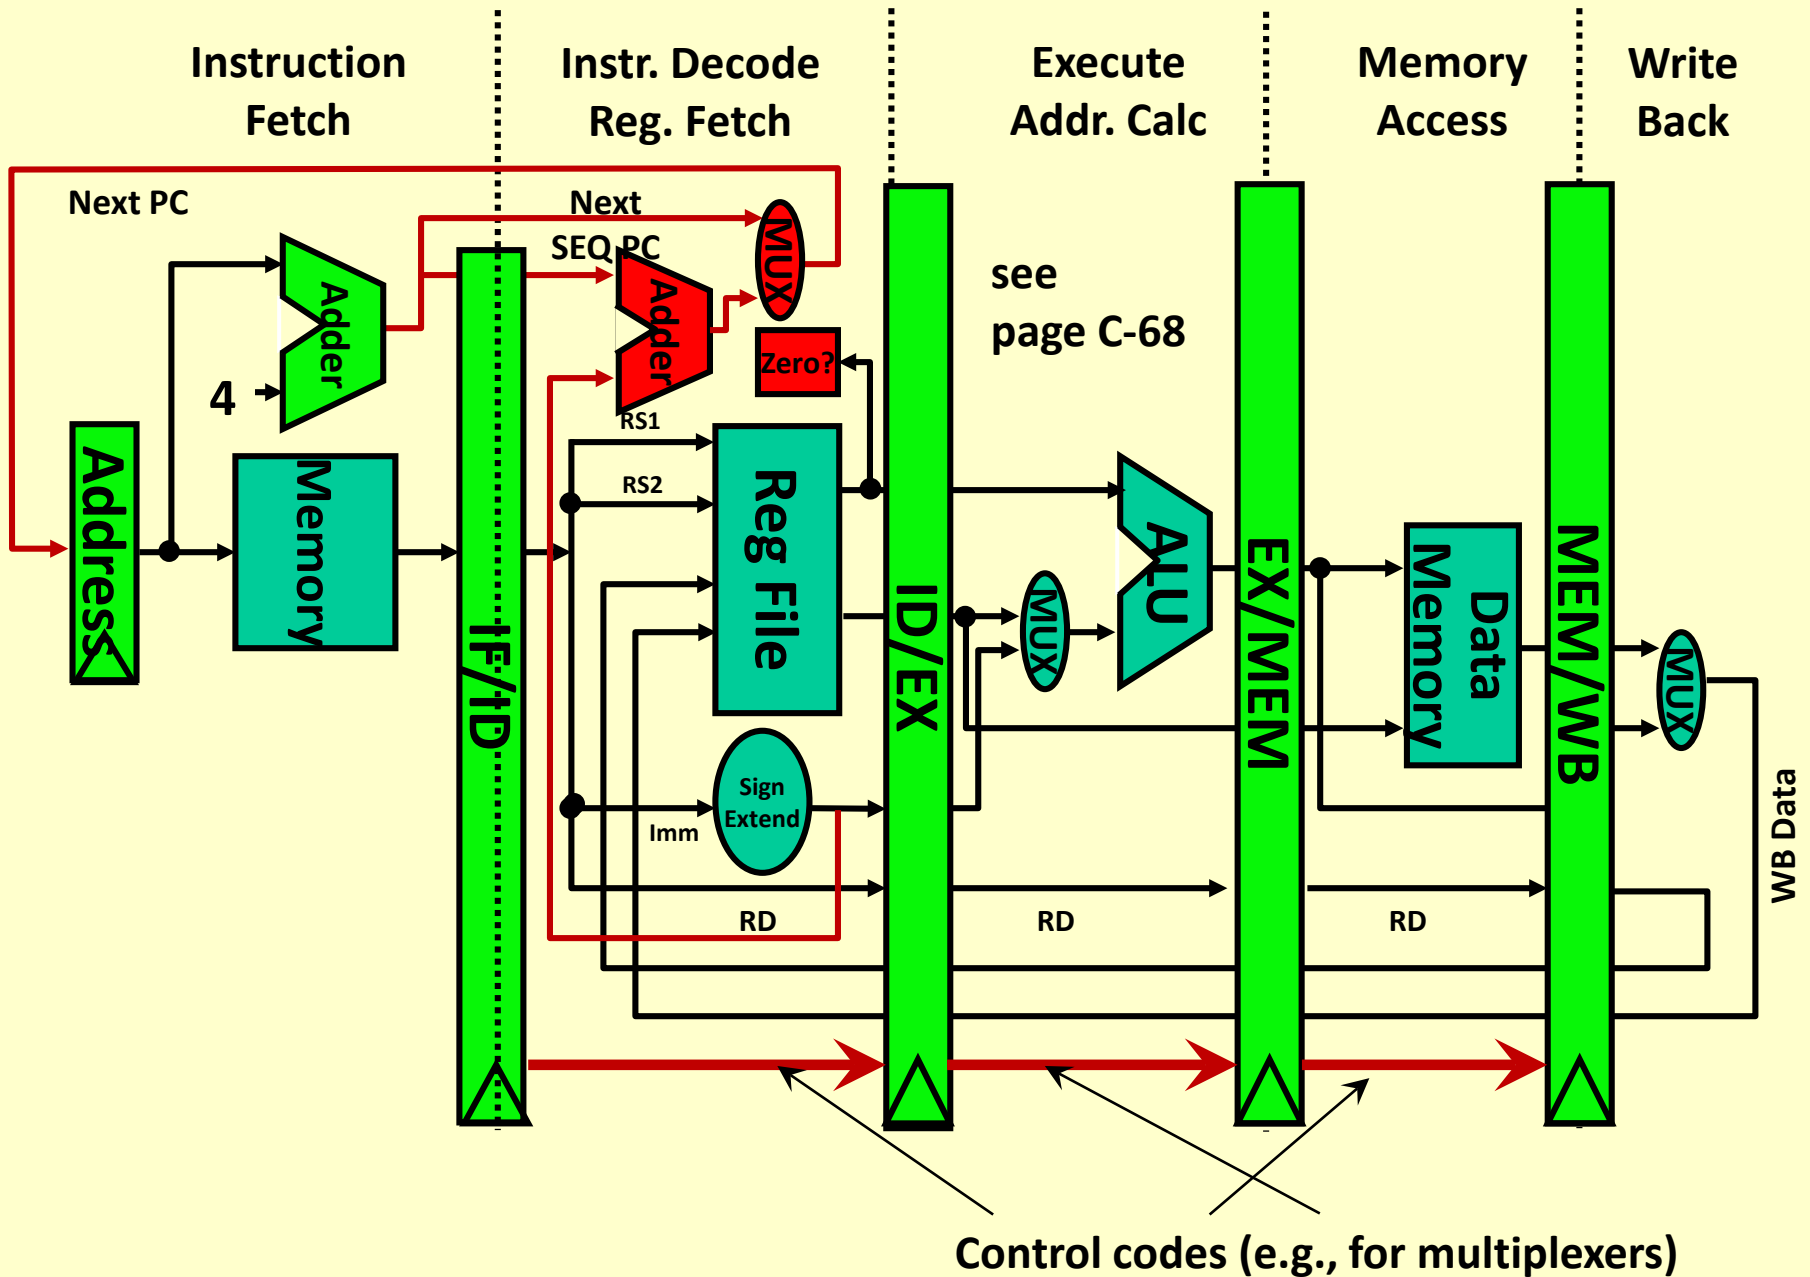 Instruction
Fetch
Instr. Decode
Reg. Fetch
Execute
Addr. Calc
Memory
Access
Write
Back
Next PC
Next
SEQ PC
MUX
Adder
Adder
see
page C-68
Zero?
4
RS1
Address
Memory
RS2
Reg File
ALU
IF/ID
ID/EX
EX/MEM
MEM/WB
MUX
Data
Memory
MUX
Sign
Extend
Imm
WB Data
RD
RD
RD
Control codes (e.g., for multiplexers)